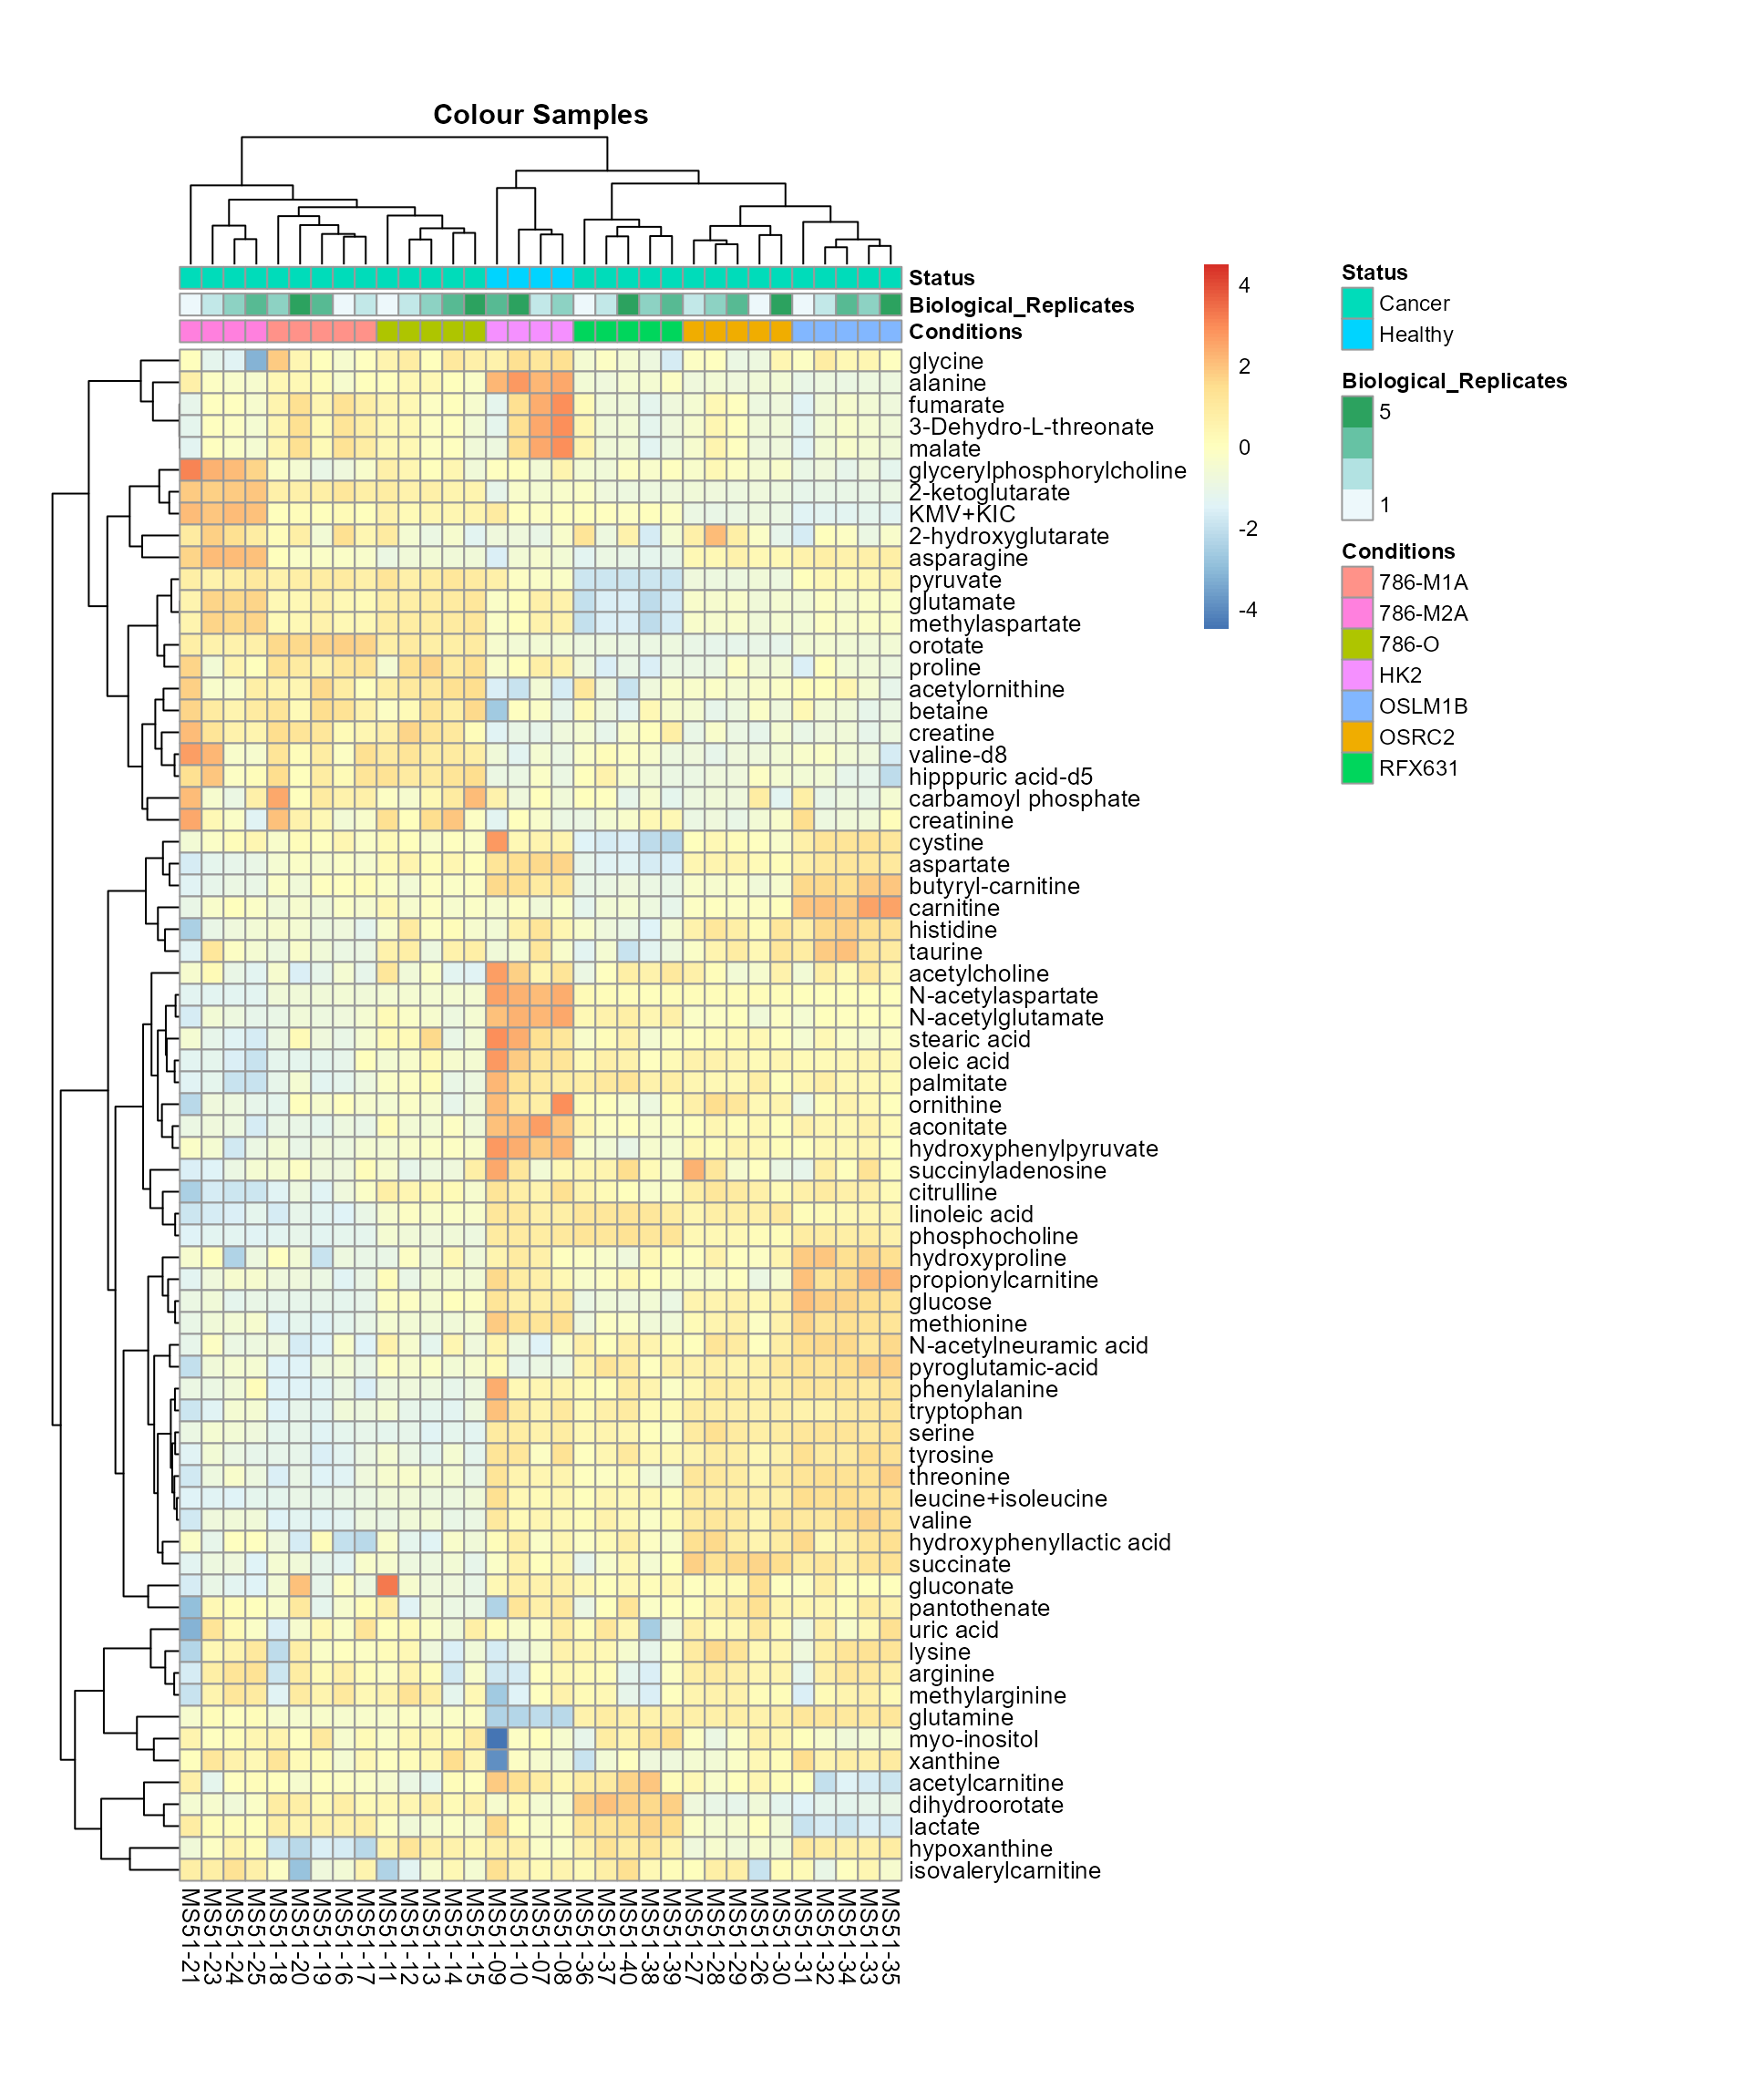 Colour Samples
Status
Biological_Replicates
Conditions
glycine
alanine
fumarate
3-Dehydro-L-threonate
malate
glycerylphosphorylcholine
2-ketoglutarate
KMV+KIC
2-hydroxyglutarate
asparagine
pyruvate
glutamate
methylaspartate
orotate
proline
acetylornithine
betaine
creatine
valine-d8
hipppuric acid-d5
carbamoyl phosphate
creatinine
cystine
aspartate
butyryl-carnitine
carnitine
histidine
taurine
acetylcholine
N-acetylaspartate
N-acetylglutamate
stearic acid
oleic acid
palmitate
ornithine
aconitate
hydroxyphenylpyruvate
succinyladenosine
citrulline
linoleic acid
phosphocholine
hydroxyproline
propionylcarnitine
glucose
methionine
N-acetylneuramic acid
pyroglutamic-acid
phenylalanine
tryptophan
serine
tyrosine
threonine
leucine+isoleucine
valine
hydroxyphenyllactic acid
succinate
gluconate
pantothenate
uric acid
lysine
arginine
methylarginine
glutamine
myo-inositol
xanthine
acetylcarnitine
dihydroorotate
lactate
hypoxanthine
isovalerylcarnitine
MS51-21
MS51-23
MS51-24
MS51-25
MS51-18
MS51-20
MS51-19
MS51-16
MS51-17
MS51-11
MS51-12
MS51-13
MS51-14
MS51-15
MS51-09
MS51-10
MS51-07
MS51-08
MS51-36
MS51-37
MS51-40
MS51-38
MS51-39
MS51-27
MS51-28
MS51-29
MS51-26
MS51-30
MS51-31
MS51-32
MS51-34
MS51-33
MS51-35
4
2
0
-2
-4
Status
Cancer
Healthy
Biological_Replicates
5
1
Conditions
786-M1A
786-M2A
786-O
HK2
OSLM1B
OSRC2
RFX631